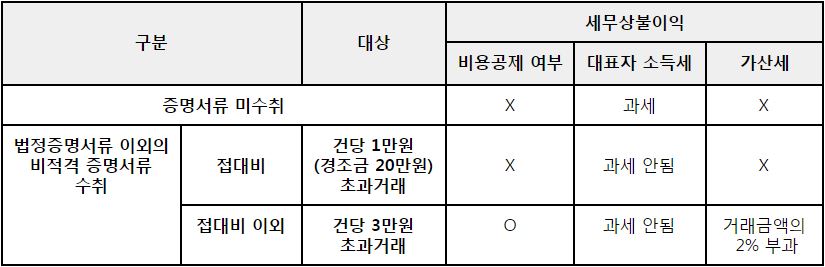 구분
대상
세무상불이익
비용공제 여부
대표자 소득세
가산세
증명서류 미수취
X
과세
X
법정증명서류 이외의
비적격 증명서류
수취
접대비
건당 1만원
(경조금 20만원)
초과거래
X
과세 안됨
X
접대비 이외
건당 3만원
초과거래
O
과세 안됨
거래금액의
2% 부과